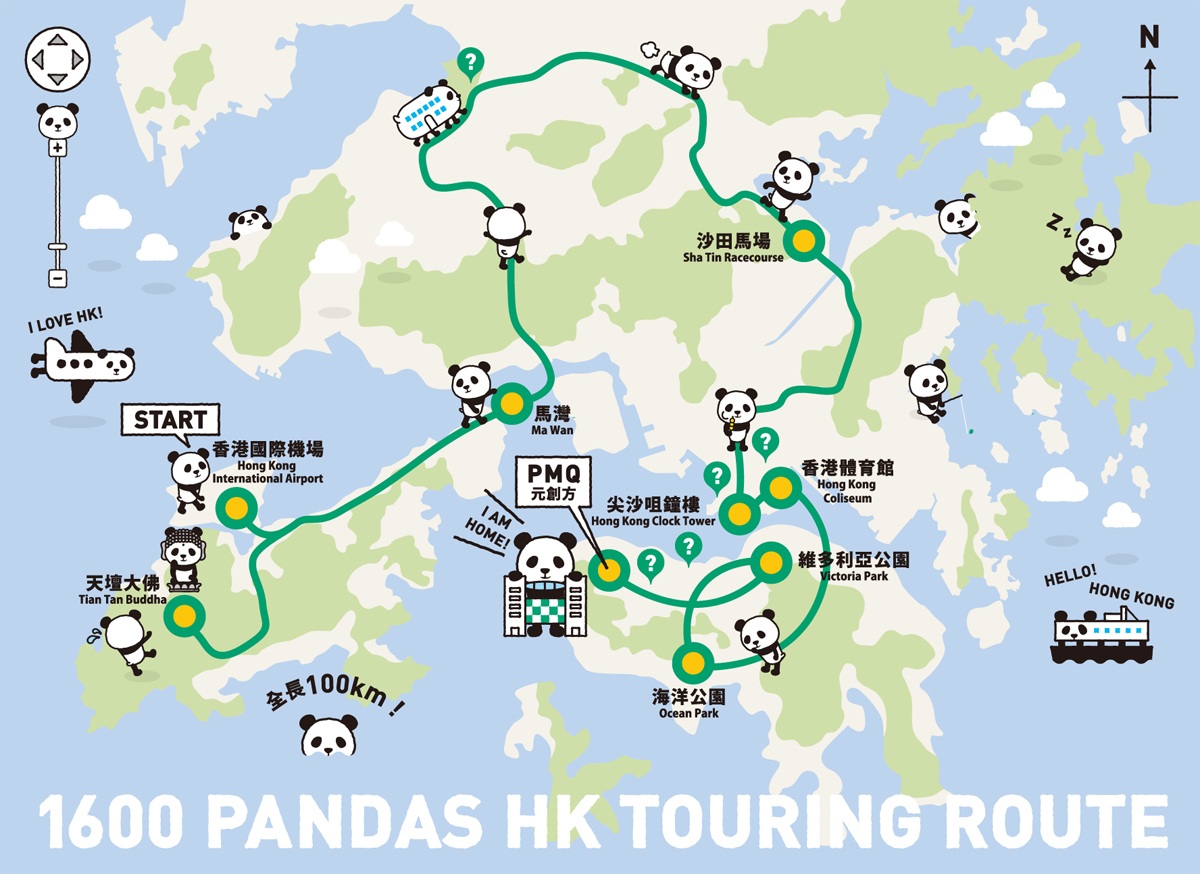 N
?
沙田馬場
Sha Tin Racecourse
Z z z
+
−
I LOVE HK!
START
香港國際機場
Hong Kong
International Airport
馬灣
Ma Wan
PMQ
元創方
I AM
HOME!
?
?
尖沙咀鐘樓
Hong Kong Clock Tower
香港體育館
Hong Kong
Coliseum
?
?
維多利亞公園
Victoria Park
天壇大佛
Tian Tan Buddha
HELLO!
HONG KONG
海洋公園
Ocean Park
全長100km!
1600 PANDAS HK TOURING ROUTE